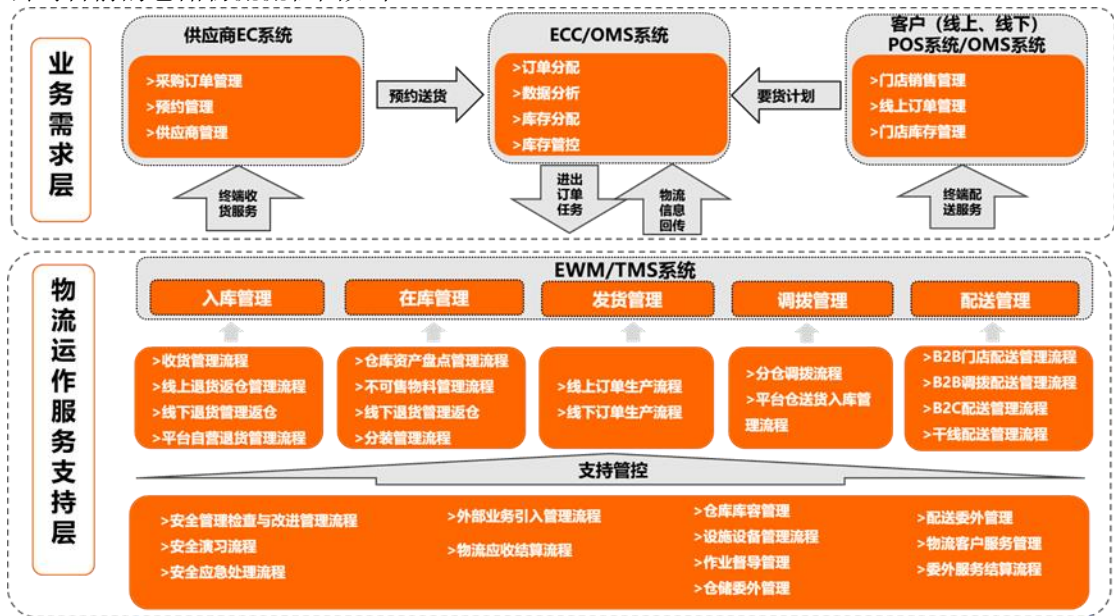 业务需求层
供应商EC系统
>采购订单管理
>预约管理
>供应商管理
预约送货
ECC/OMS系统
>订单分配
>数据分析
>库存分配
>库存管控
要货计划
客户（线上、线下）
POS系统/OMS系统
>门店销售管理
>线上订单管理
>门店库存管理
终端收
货服务
进出
订单
任务
物流
信息
回传
终端配
送服务
物流运作服务支持层
EWM/TMS系统
入库管理
在库管理
发货管理
调拨管理
配送管理
>收货管理流程
>线上退货返仓管理流程
>线下退货管理返仓
>平台自营退货管理流程
>仓库资产盘点管理流程
>不可售物料管理流程
>线下退货管理返仓
>分装管理流程
>线上订单生产流程
>线下订单生产流程
>分仓调拨流程
>平台仓送货入库管
理流程
>B2B门店配送管理流程
>B2B调拨配送管理流程
>B2C配送管理流程
>干线配送管理流程
支持管控
>安全管理检查与改进管理流程
>安全演习流程
>安全应急处理流程
>外部业务引入管理流程
>物流应收结算流程
>仓库库容管理
>设施设备管理流程
>作业督导管理
>仓储委外管理
>配送委外管理
>物流客户服务管理
>委外服务结算流程